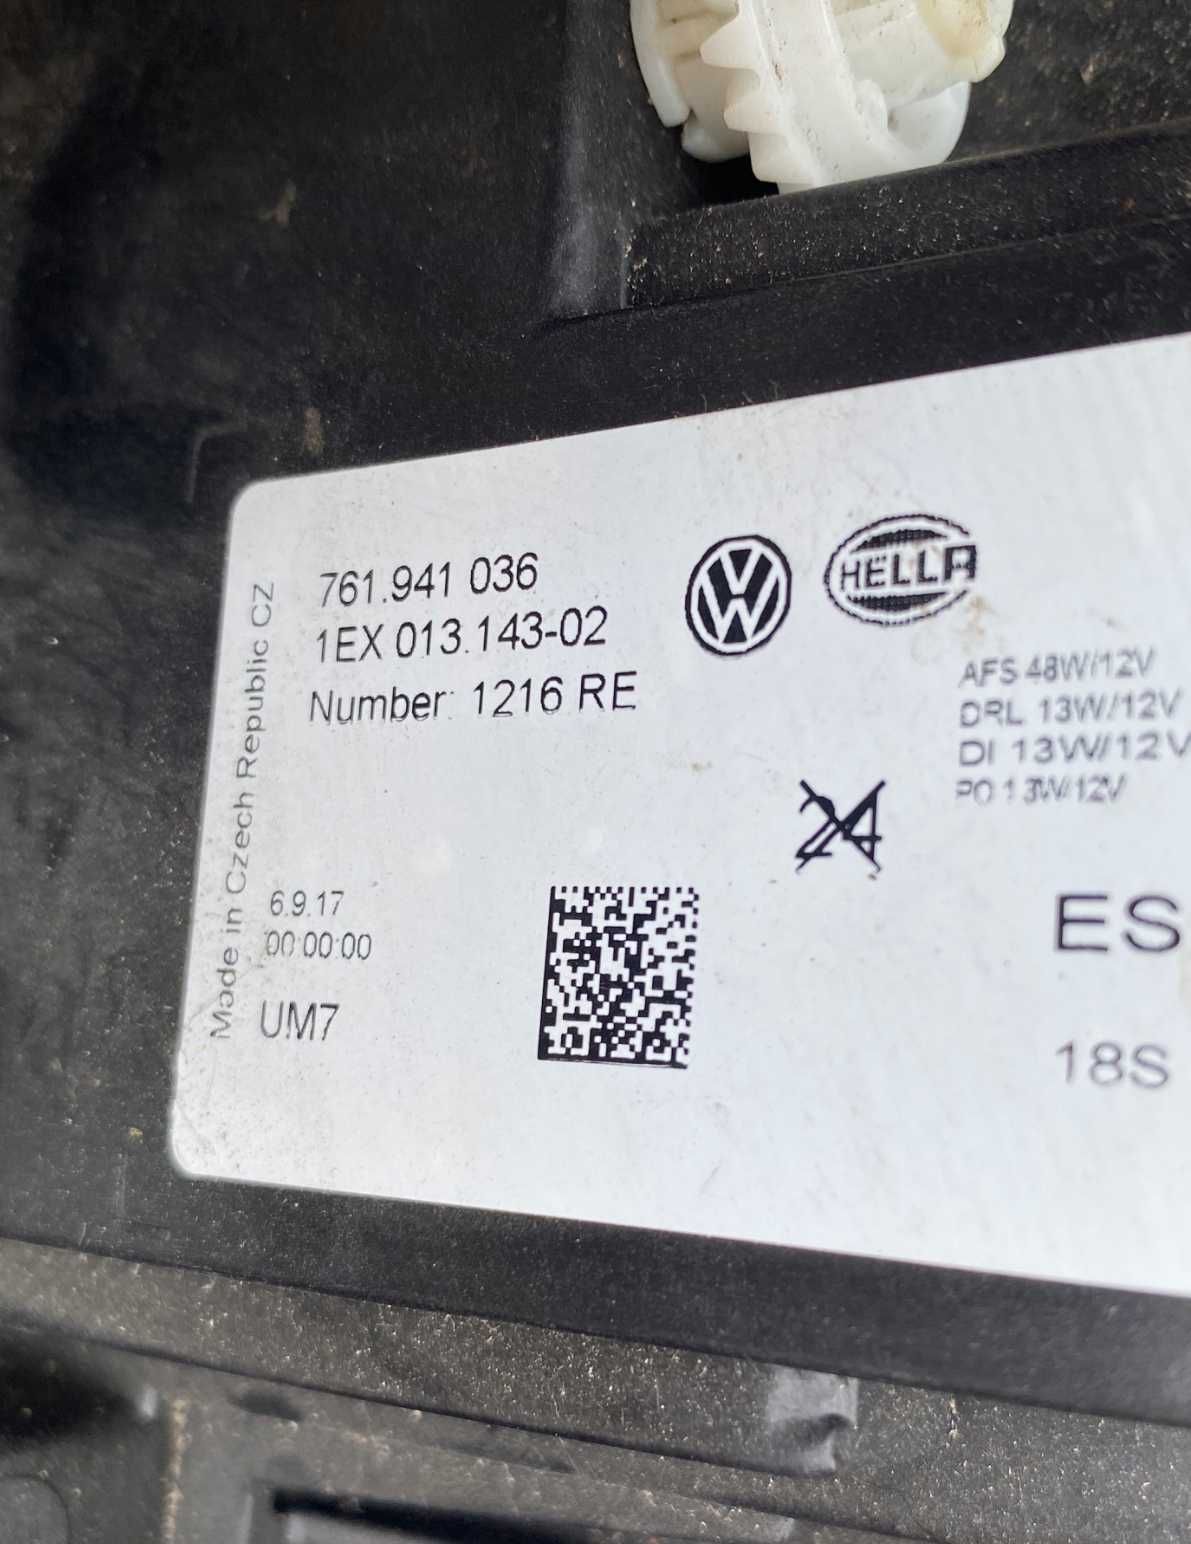 761.941 036
1EX 013.143-02
Number: 1216 RE
HELLA
AFS 48W/12V
DRL 13W/12V
DI 13W/12V
PO 13W/12V
Made in Czech Republic CZ
6.9.17
00:00:00
UM7
ES
18S